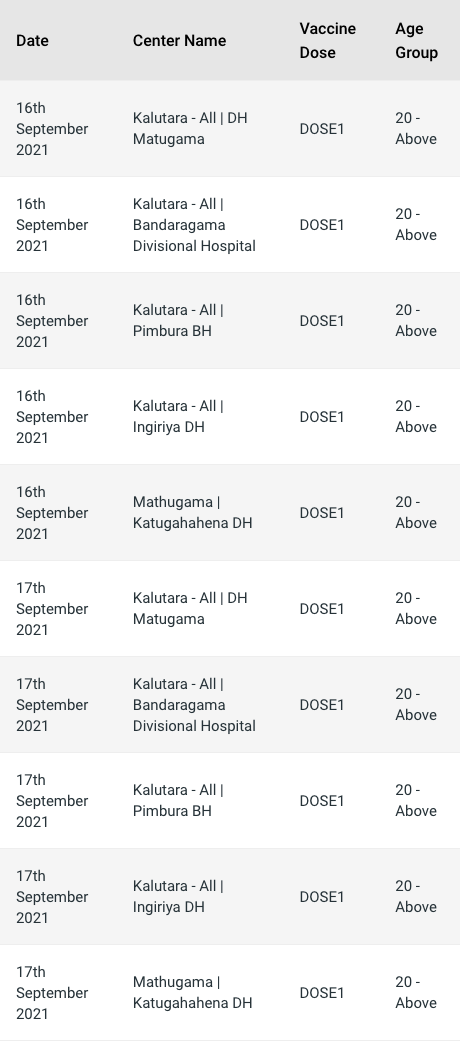 Date Center Name Vaccine Dose Age Group
16th September 2021 Kalutara - All | DH Matugama DOSE1 20 - Above
16th September 2021 Kalutara - All | Bandaragama Divisional Hospital DOSE1 20 - Above
16th September 2021 Kalutara - All | Pimbura BH DOSE1 20 - Above
16th September 2021 Kalutara - All | Ingiriya DH DOSE1 20 - Above
16th September 2021 Mathugama | Katugahahena DH DOSE1 20 - Above
17th September 2021 Kalutara - All | DH Matugama DOSE1 20 - Above
17th September 2021 Kalutara - All | Bandaragama Divisional Hospital DOSE1 20 - Above
17th September 2021 Kalutara - All | Pimbura BH DOSE1 20 - Above
17th September 2021 Kalutara - All | Ingiriya DH DOSE1 20 - Above
17th September 2021 Mathugama | Katugahahena DH DOSE1 20 - Above